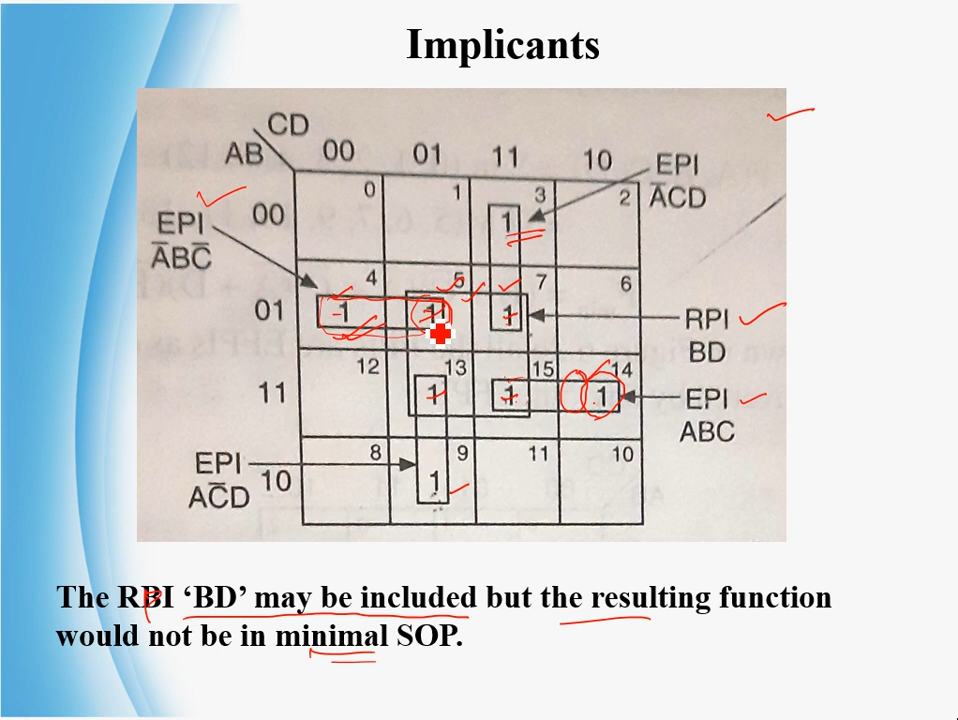 Implicants
CD
AB 00 01 11 10 EPI
A̅CD
0 1 3 2
00 1
EPI
A̅BC̅
4 5 7 6
01 1 1 1 RPI
BD
12 13 15 14
11 1 1 1 EPI
ABC
8 9 11 10
EPI
AC̅D
10 1
The RBI ‘BD’ may be included but the resulting function
would not be in minimal SOP.